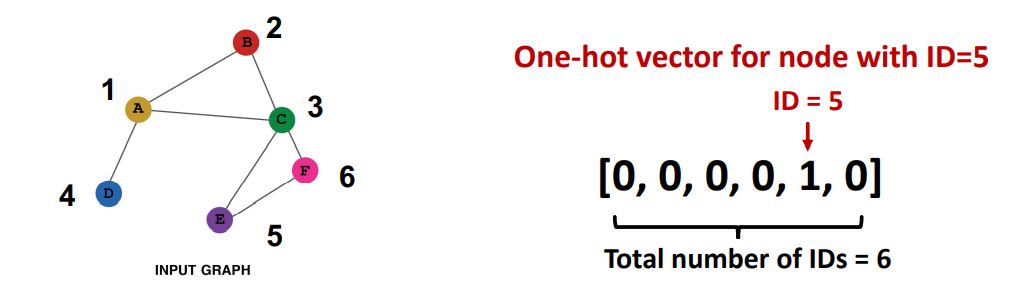 2
B
1
A
3
C
F
6
4
D
E
5
INPUT GRAPH
One-hot vector for node with ID=5
ID = 5
[0, 0, 0, 0, 1, 0]
Total number of IDs = 6